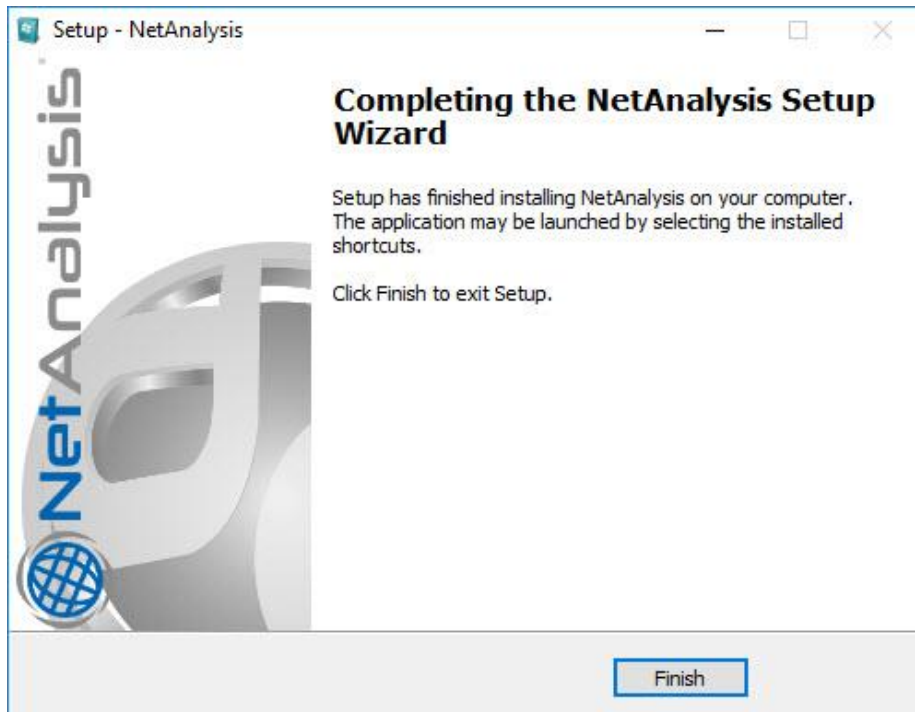 Setup - NetAnalysis
NetAnalysis
Completing the NetAnalysis Setup
Wizard
Setup has finished installing NetAnalysis on your computer.
The application may be launched by selecting the installed
shortcuts.
Click Finish to exit Setup.
Finish